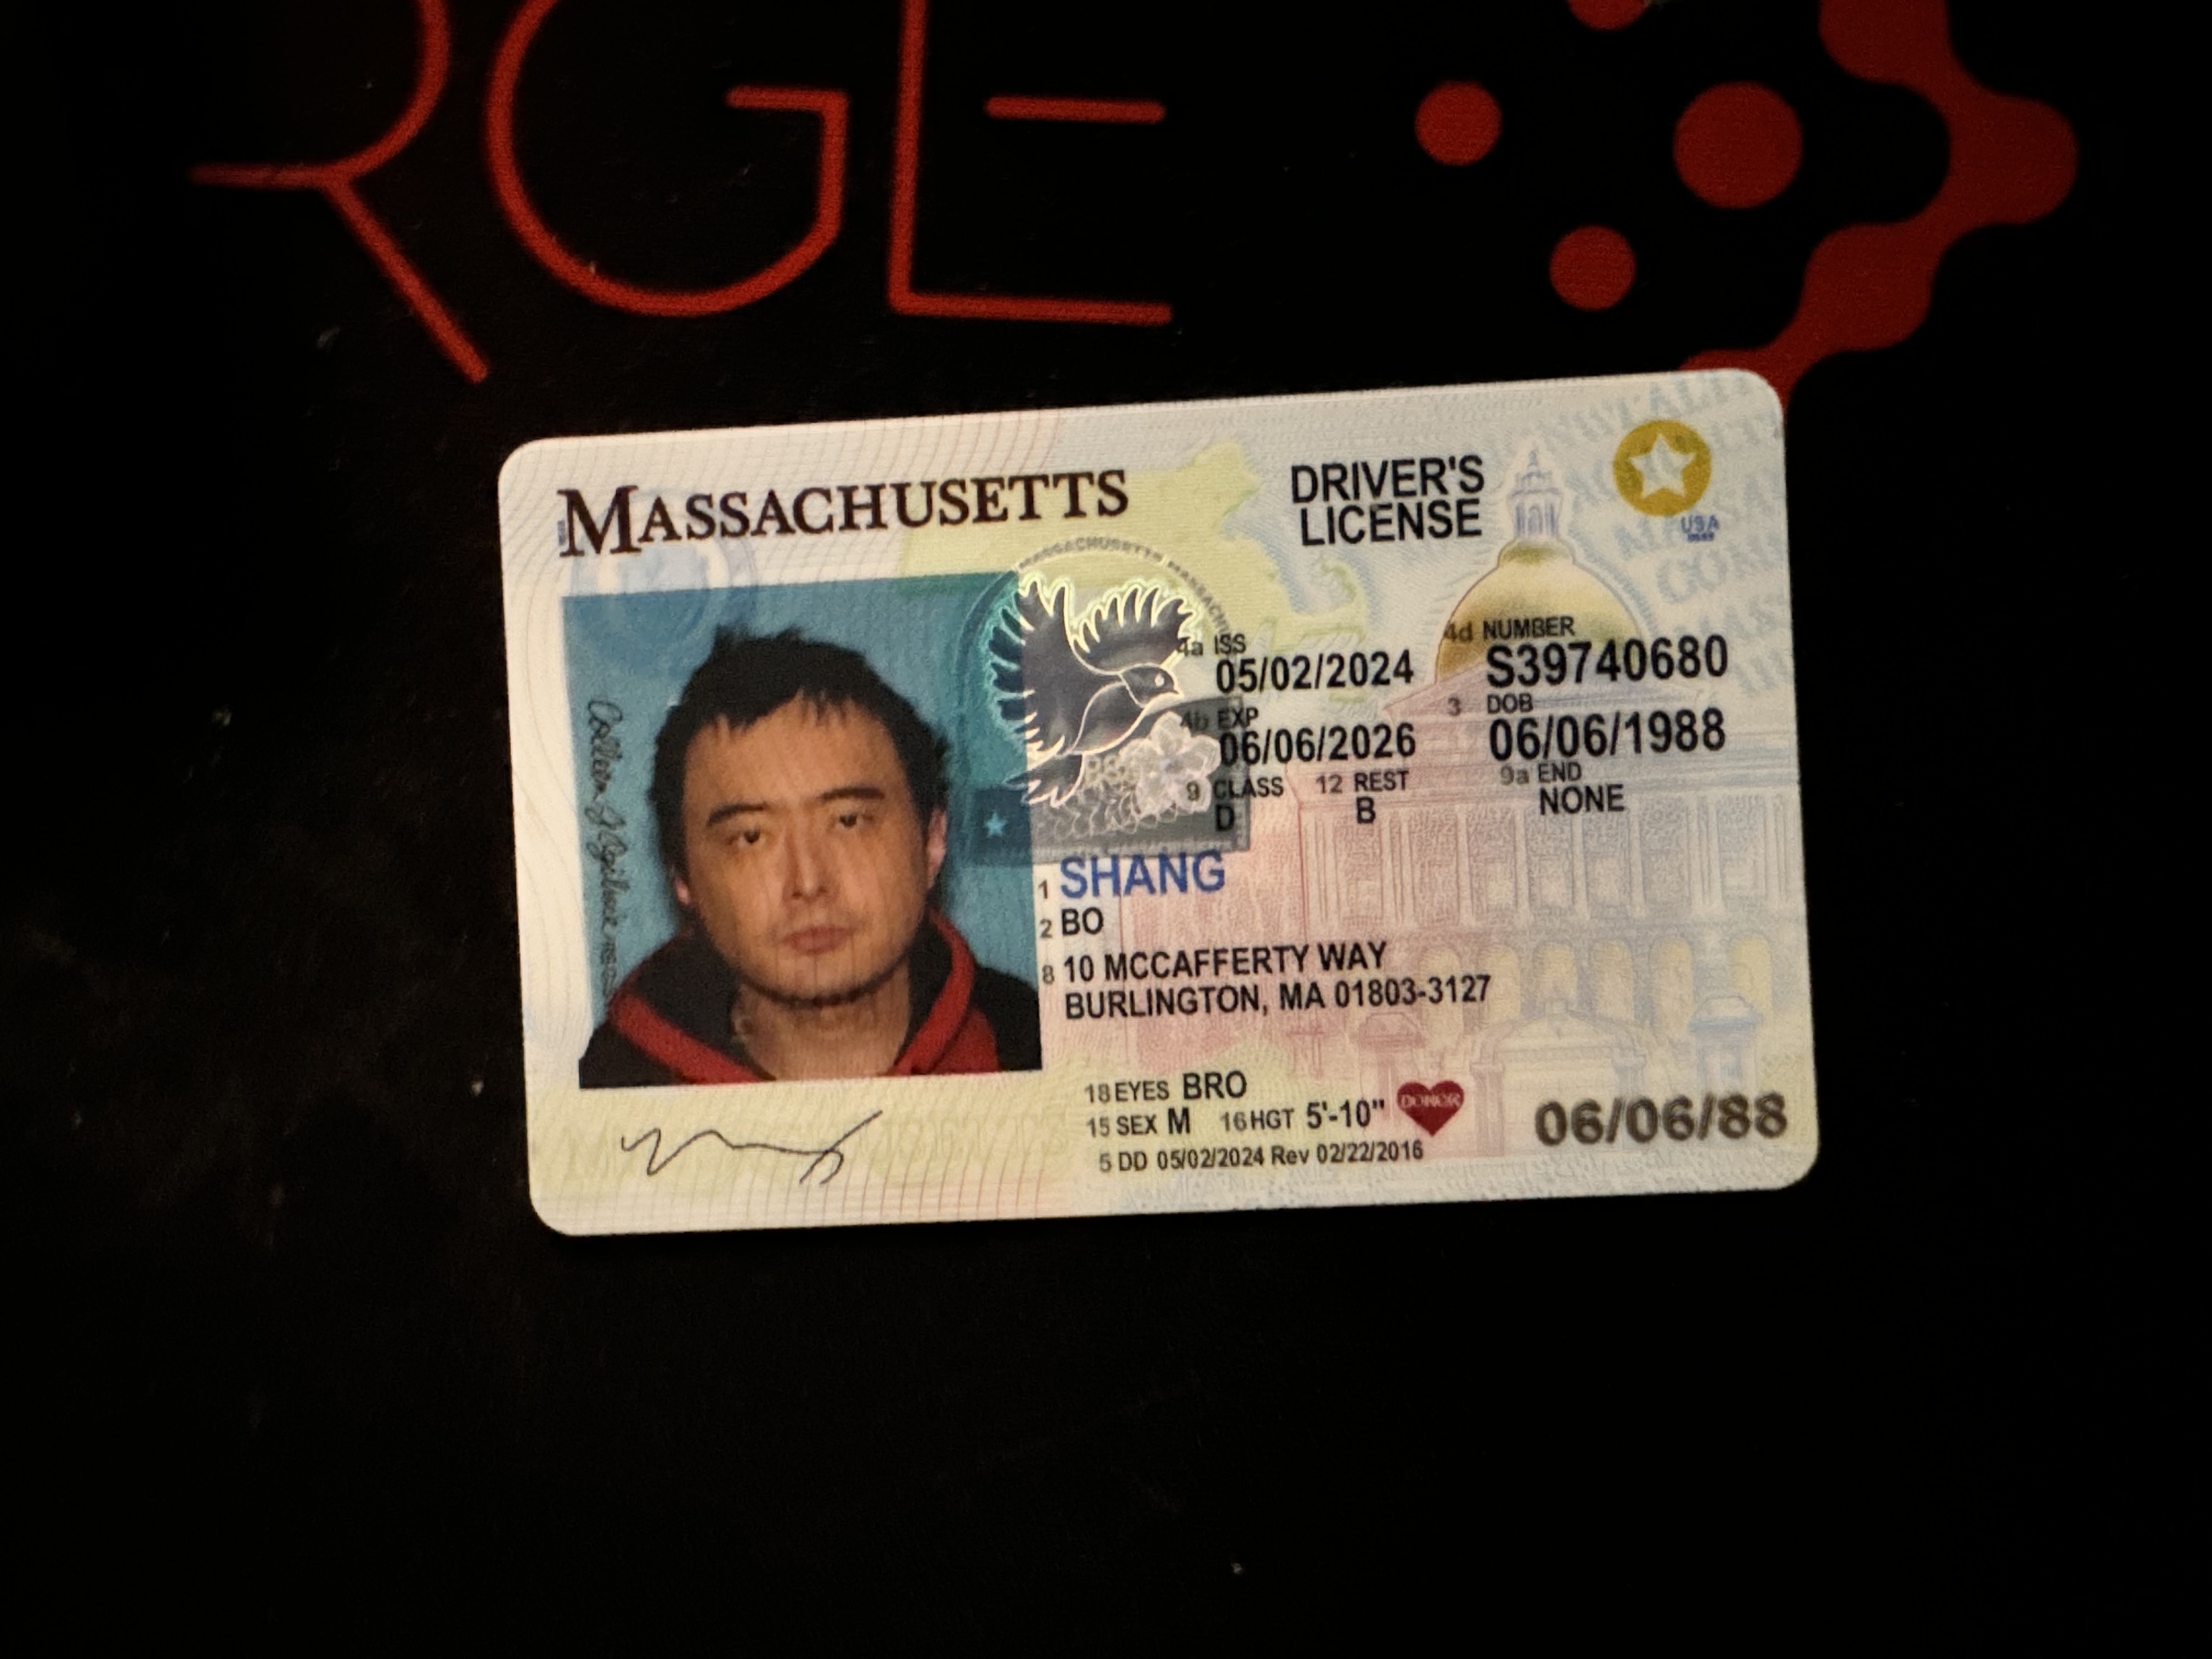 MASSACHUSETTS
DRIVER'S
LICENSE
USA
4a ISS
05/02/2024
4d NUMBER
S39740680
4b EXP
06/06/2026
3 DOB
06/06/1988
9 CLASS
D
12 REST
B
9a END
NONE
1 SHANG
2 BO
8 10 MCCAFFERTY WAY
BURLINGTON, MA 01803-3127
18 EYES BRO
15 SEX M 16 HGT 5'-10"
DONOR
5 DD 05/02/2024 Rev 02/22/2016
06/06/88
RGE